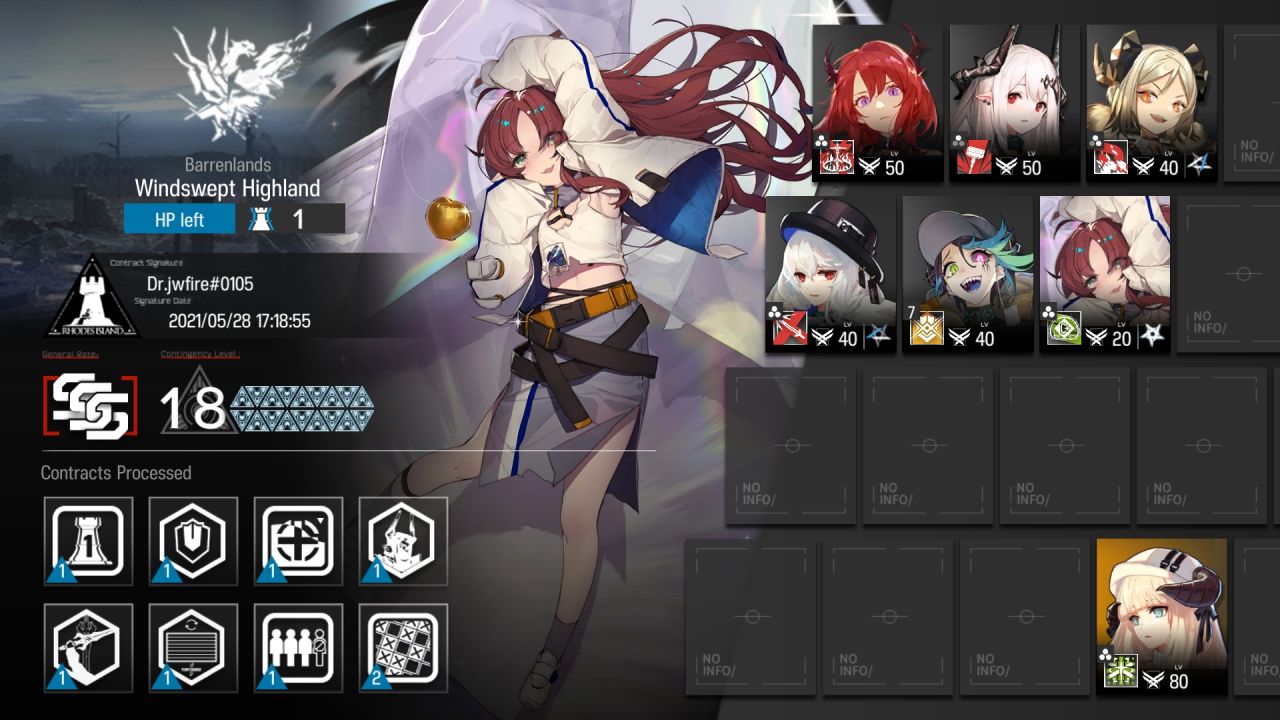 Barrenlands
Windswept Highland
HP left 1
Contract Signature
Dr.jwfire#0105
Signature Date
2021/05/28 17:18:55
RHODES ISLAND
General Rate:
Contingency Level:
SSS
18
Contracts Processed
1
1
1
1
1
1
1
1
1
2
LV
50
LV
50
LV
40
NO
INFO/
LV
40
7
LV
40
LV
20
NO
INFO/
NO
INFO/
NO
INFO/
NO
INFO/
NO
INFO/
NO
INFO/
NO
INFO/
NO
INFO/
LV
80
NO
INFO/